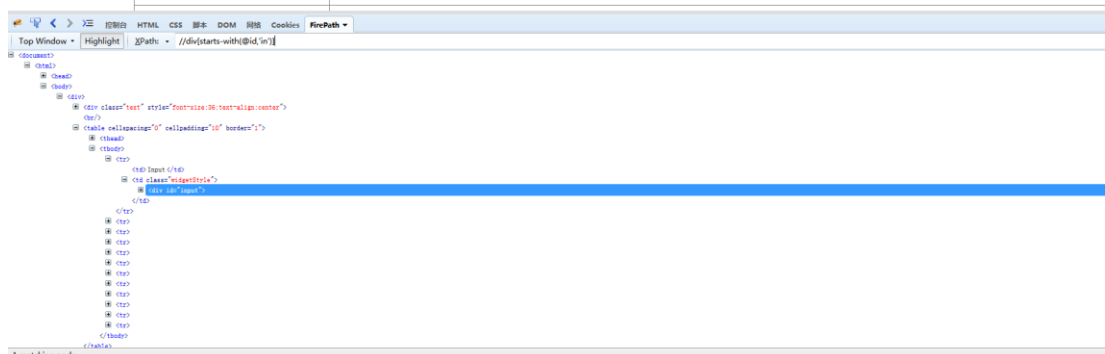 控制台 HTML CSS 脚本 DOM 网络 Cookies FirePath
Top Window Highlight XPath: //div[starts-with(@id,'in')]
<document>
<html>
<head>
<body>
<div>
<div class="text" style="font-size:36;text-align:center">
<br/>
<table cellspacing="0" cellpadding="10" border="1">
<thead>
<tbody>
<tr>
<td>Input</td>
<td class="widgetStyle">
<div id="input">
</td>
</tr>
<tr>
<tr>
<tr>
<tr>
<tr>
<tr>
<tr>
<tr>
<tr>
<tr>
<tr>
</tbody>
</table>